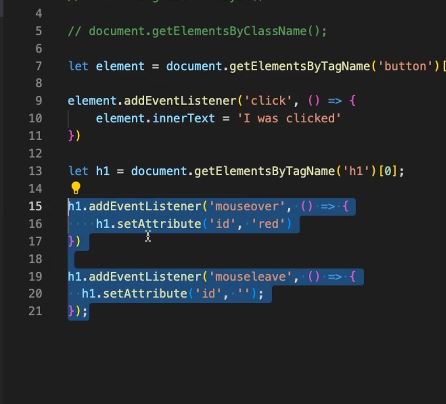 4
5 // document.getElementsByClassName();
6
7 let element = document.getElementsByTagName('button')[
8
9 element.addEventListener('click', () => {
10 element.innerText = 'I was clicked'
11 })
12
13 let h1 = document.getElementsByTagName('h1')[0];
14
15 h1.addEventListener('mouseover', () => {
16 h1.setAttribute('id', 'red')
17 })
18
19 h1.addEventListener('mouseleave', () => {
20 h1.setAttribute('id', '');
21 });